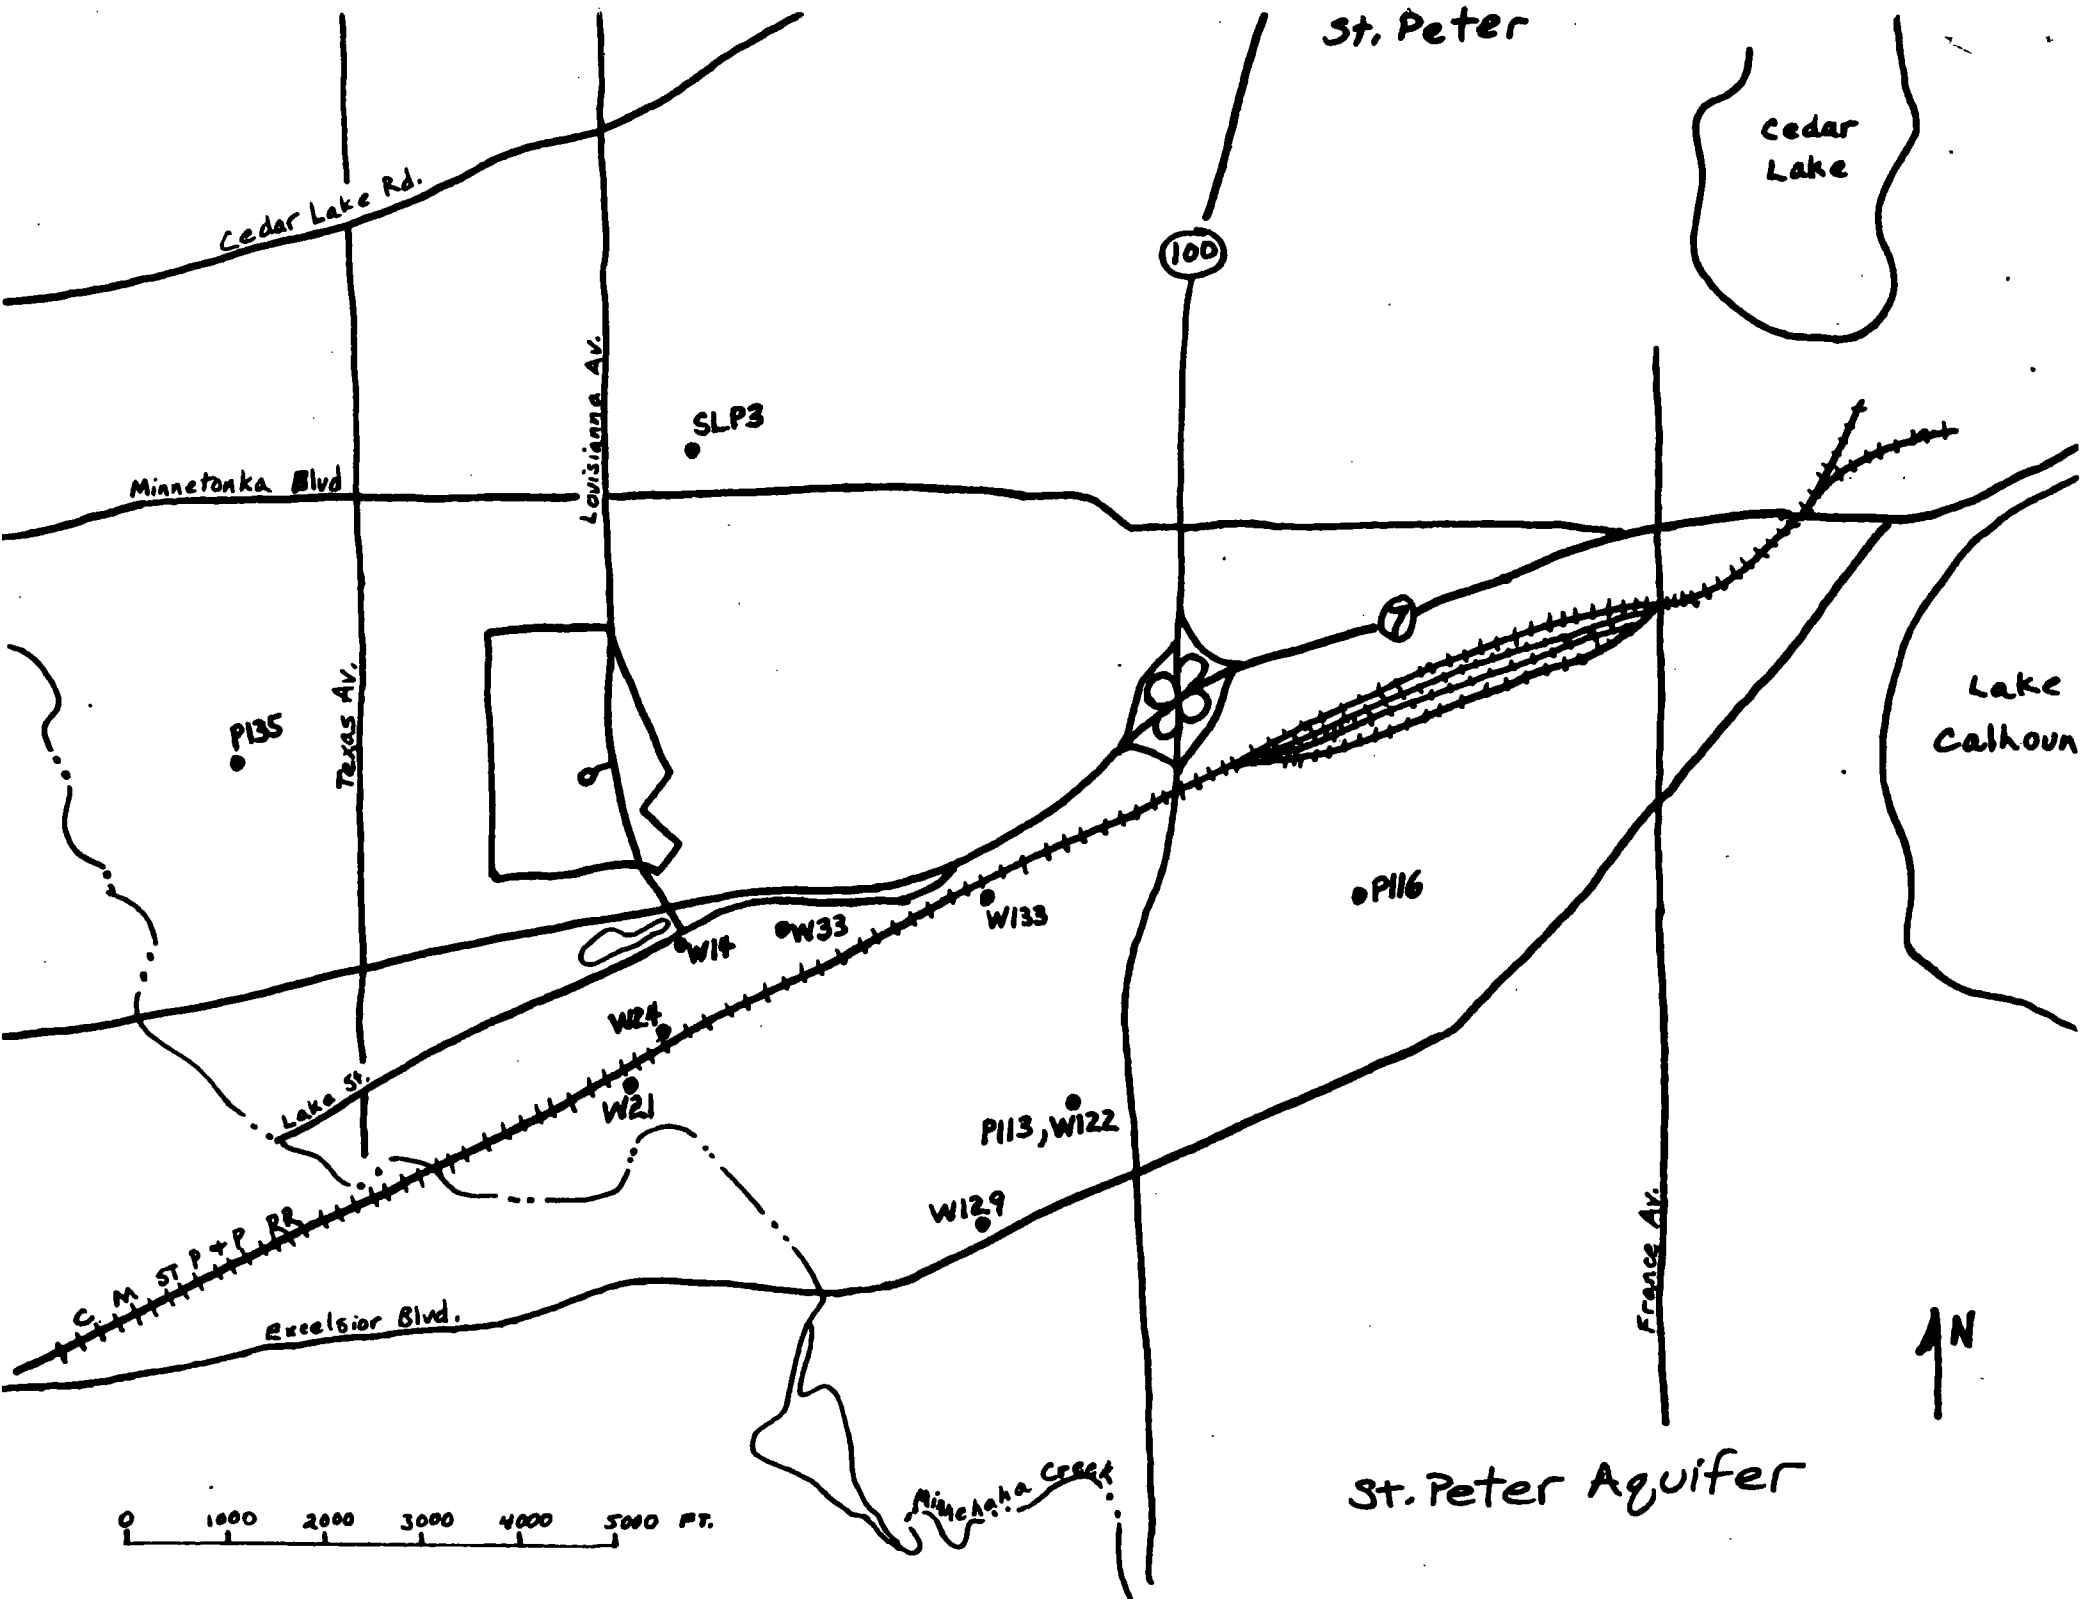 St. Peter
Cedar
Lake
Cedar Lake Rd.
100
Louisianna Av.
SLP3
Minnetonka Blvd
7
Texas Av.
P135
Lake
Calhoun
P116
W133
W33
W14
W24
W21
Lake St.
P113, W122
W129
C. M ST P + P RR
Excelsior Blvd.
France Av.
N
Minnehaha Creek
St. Peter Aquifer
0 1000 2000 3000 4000 5000 FT.